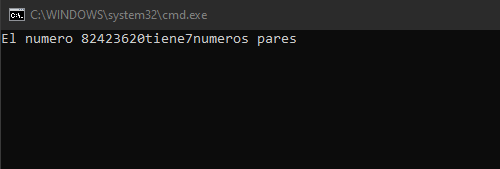 C:\WINDOWS\system32\cmd.exe
El numero 82423620tiene7numeros pares